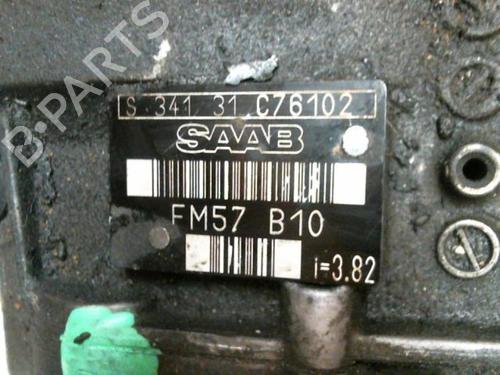 B-PARTS
S 341 31 C76102
SAAB
FM57 B10
i=3.82